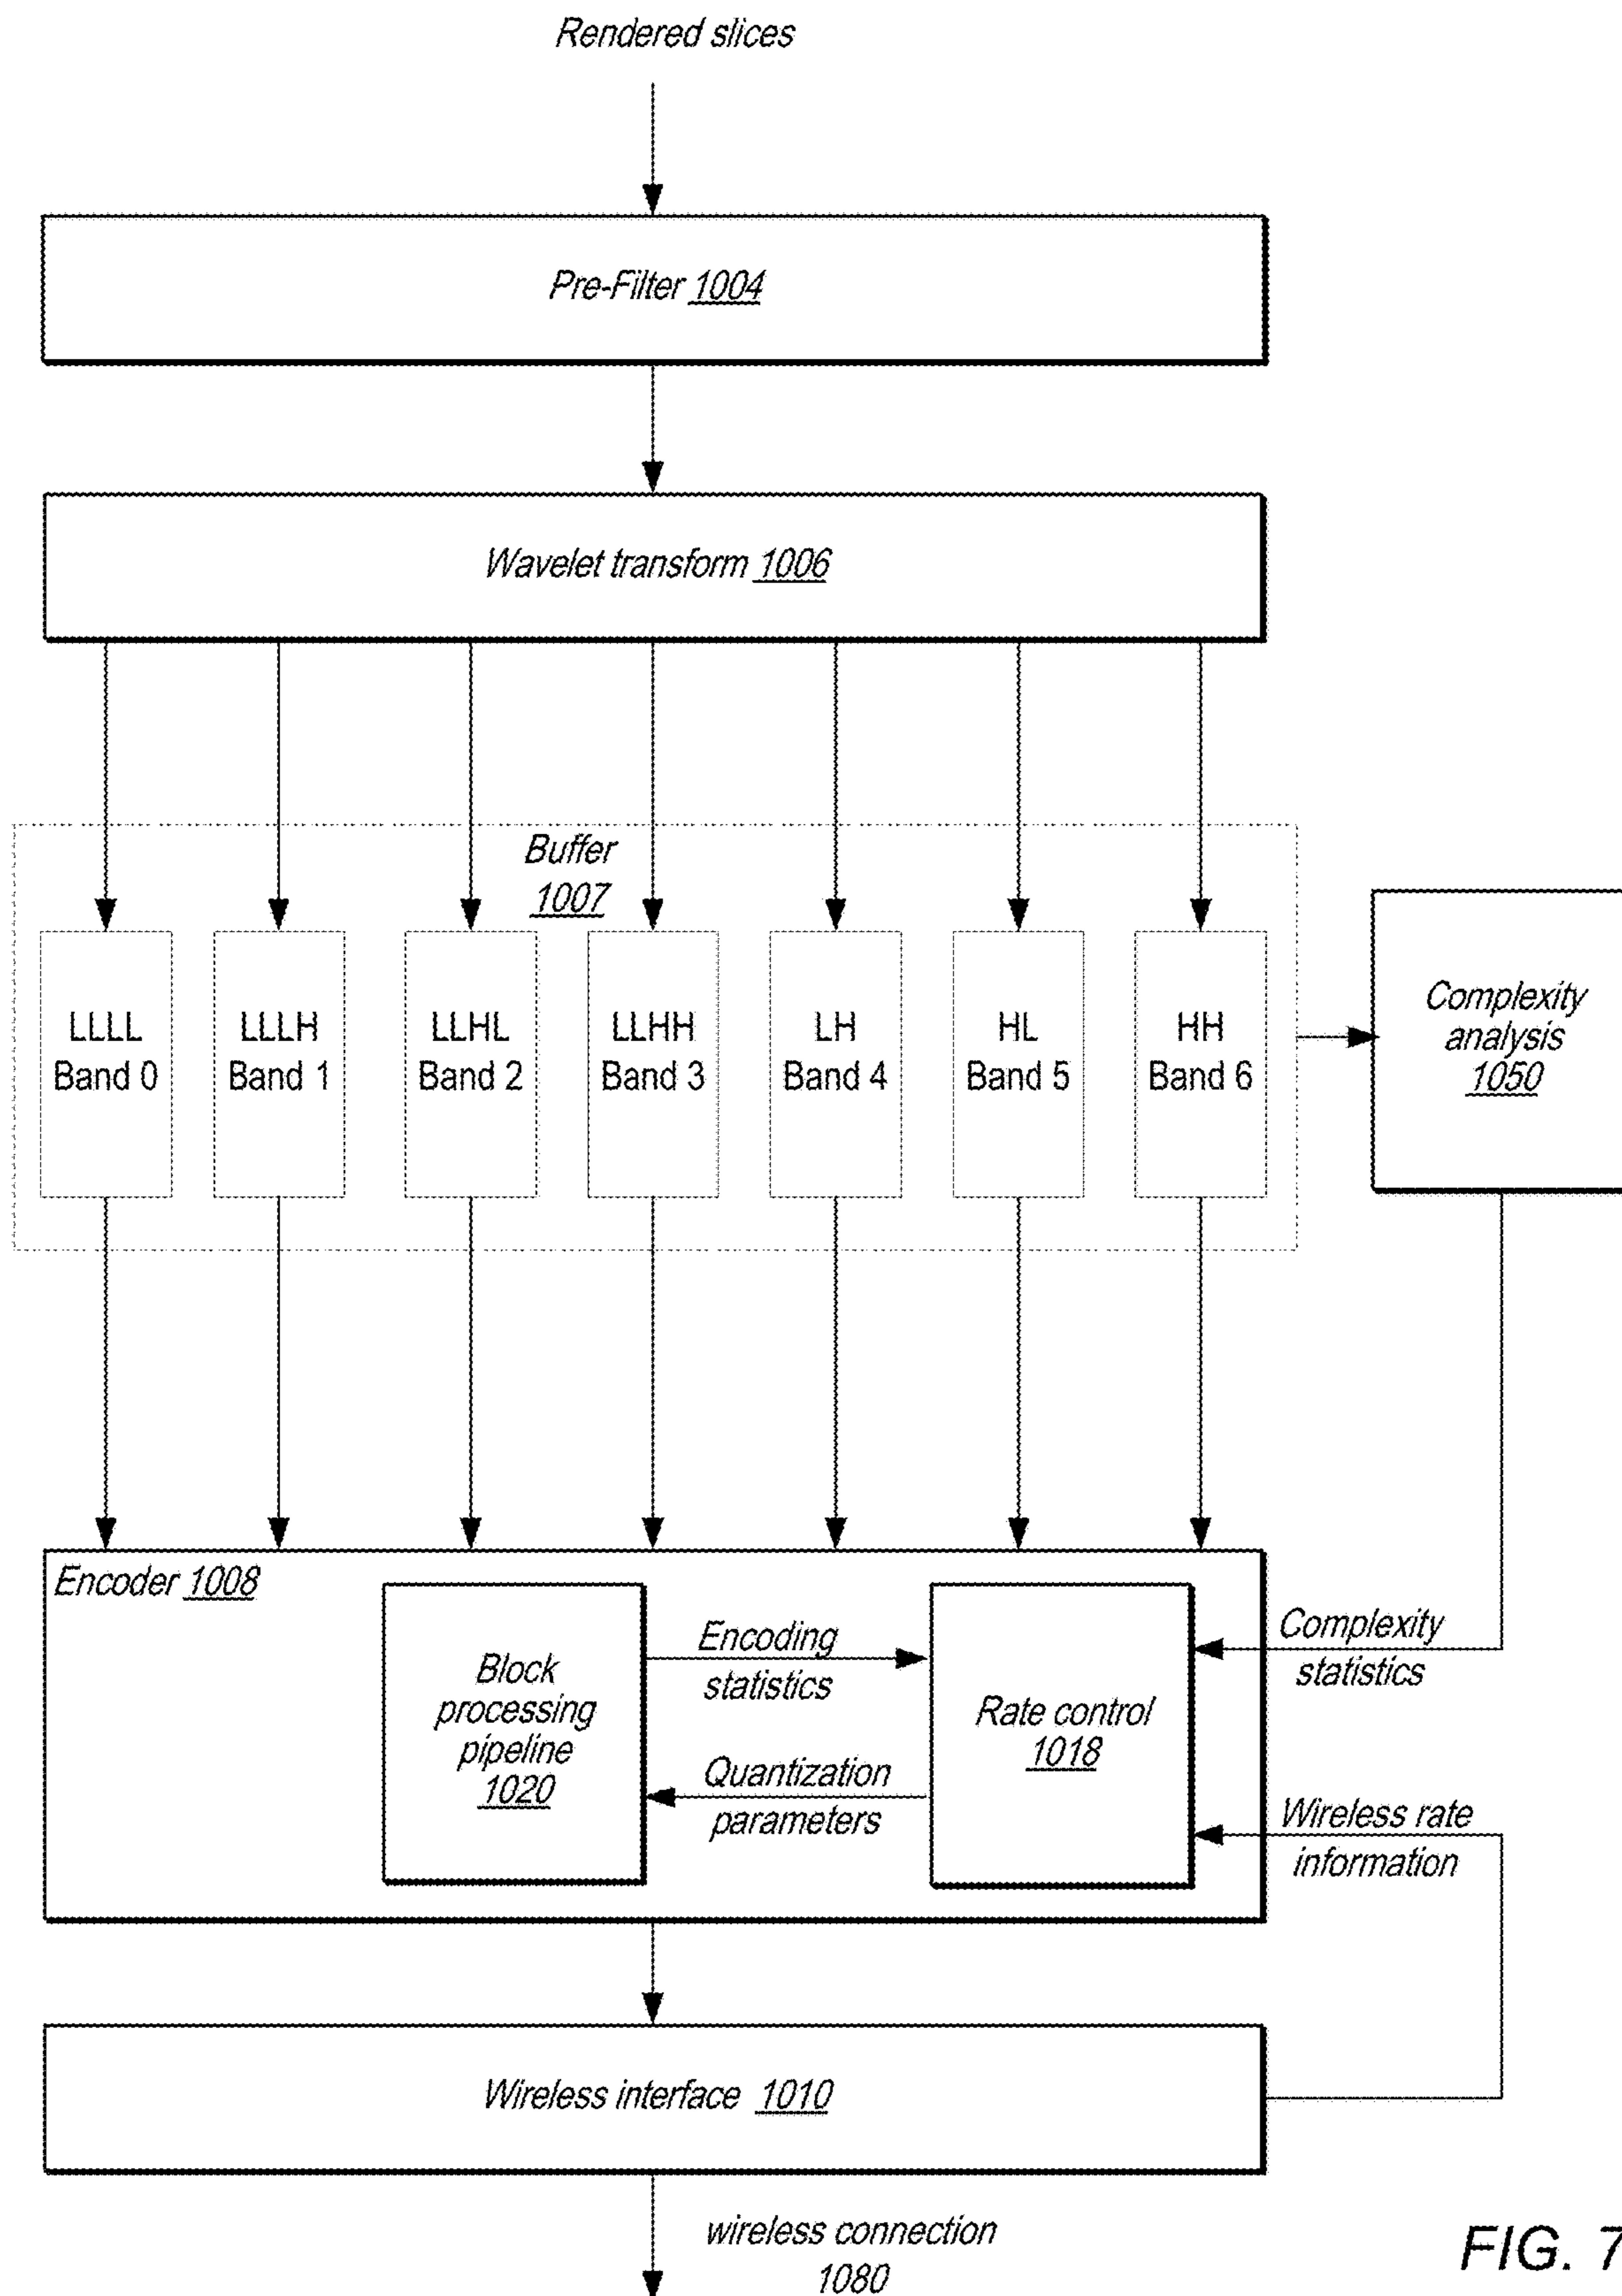 Rendered slices
Pre-Filter 1004
Wavelet transform 1006
Buffer
1007
LLLL
Band 0
LLLH
Band 1
LLHL
Band 2
LLHH
Band 3
LH
Band 4
HL
Band 5
HH
Band 6
Complexity
analysis
1050
Encoder 1008
Block
processing
pipeline
1020
Encoding
statistics
Quantization
parameters
Rate control
1018
Complexity
statistics
Wireless rate
information
Wireless interface 1010
wireless connection
1080
FIG. 7